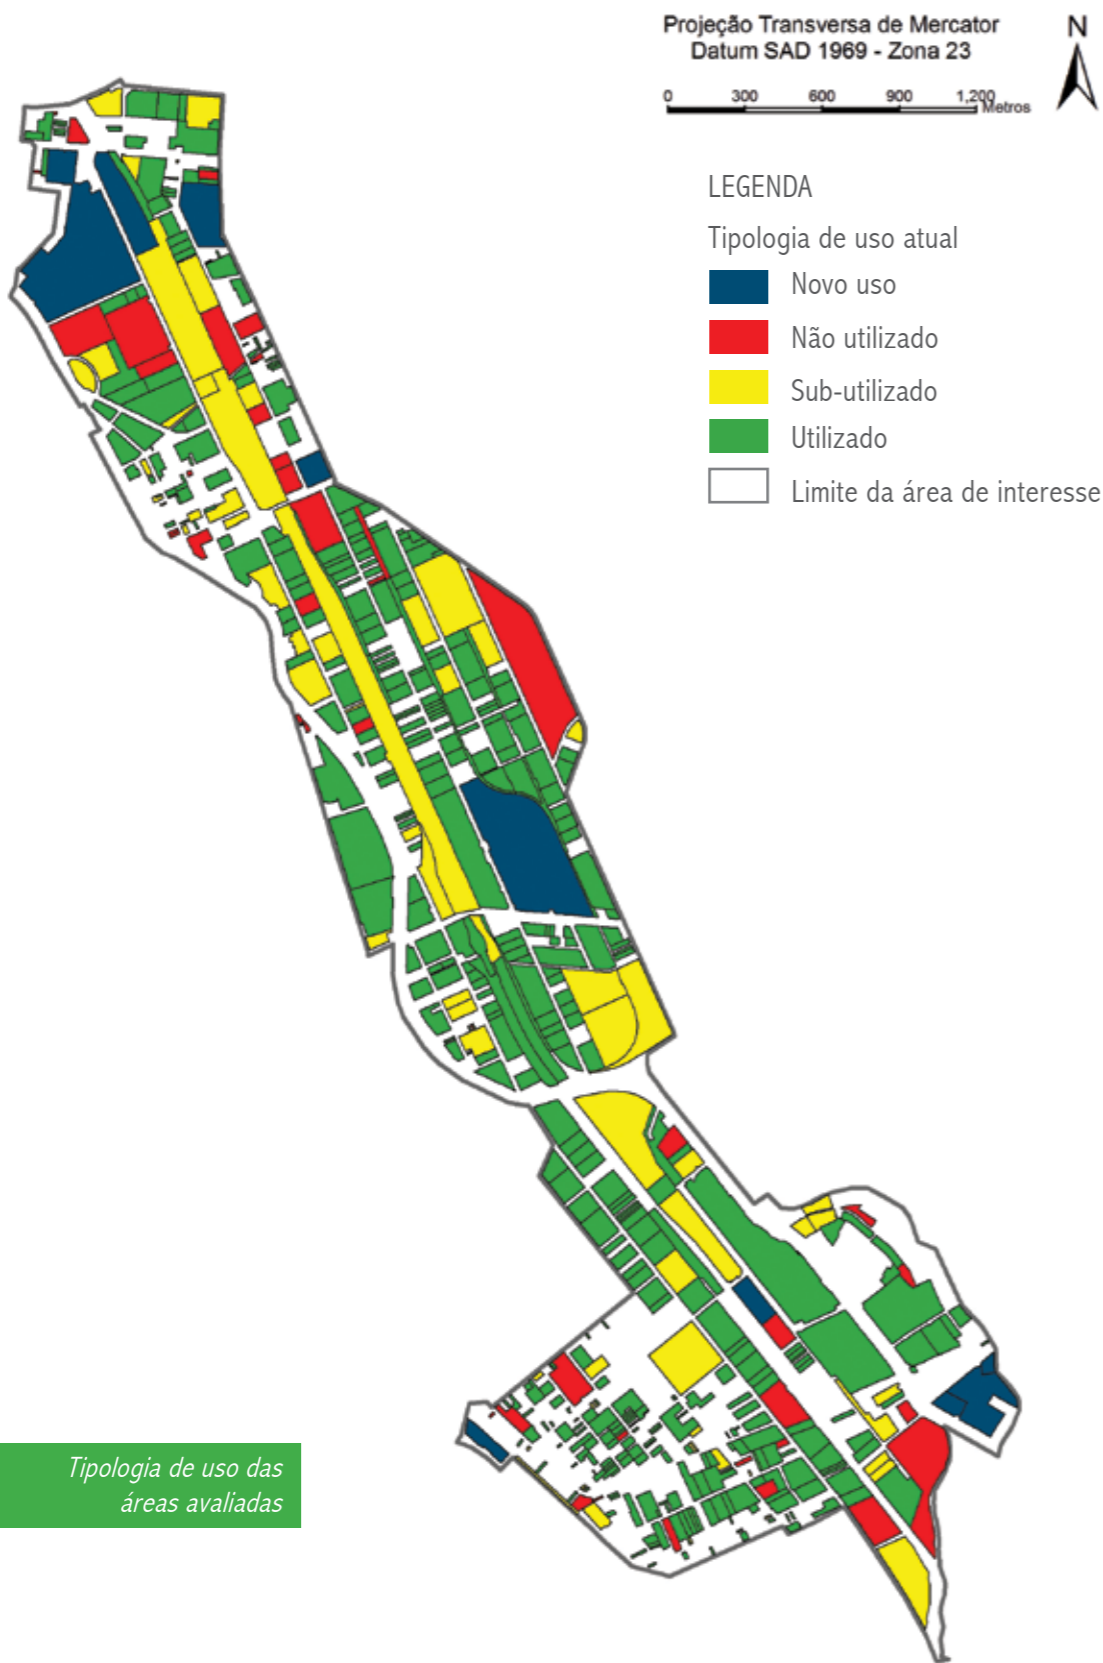 Projeção Transversa de Mercator
Datum SAD 1969 - Zona 23
N
0 300 600 900 1,200
Metros
LEGENDA
Tipologia de uso atual
Novo uso
Não utilizado
Sub-utilizado
Utilizado
Limite da área de interesse
Tipologia de uso das
áreas avaliadas